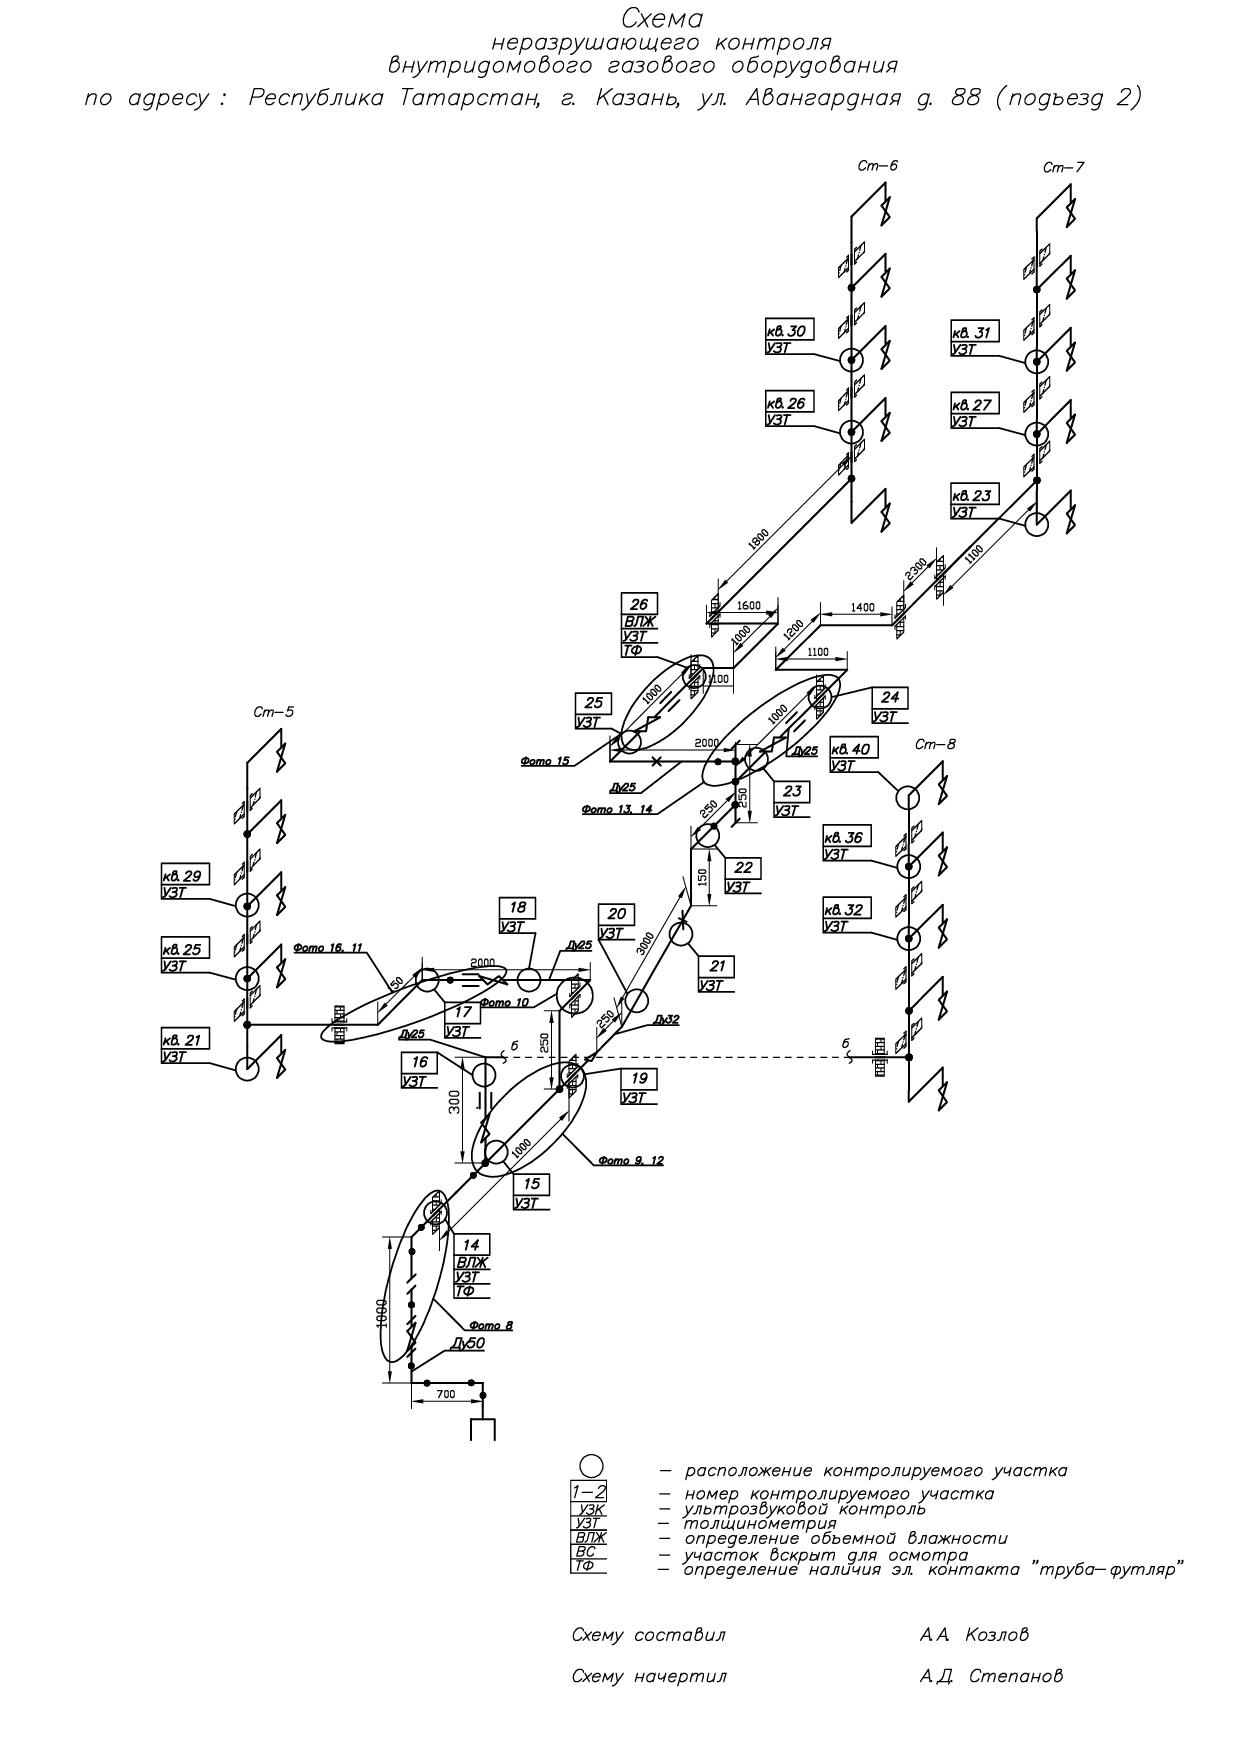 Схема
неразрушающего контроля
внутридомового газового оборудования
по адресу : Республика Татарстан, г. Казань, ул. Авангардная д. 88 (подъезд 2)
Ст-6
Ст-7
кв.30
УЗТ
кв.31
УЗТ
кв.26
УЗТ
кв.27
УЗТ
кв.23
УЗТ
1800
1100
2300
26
ВЛЖ
УЗТ
ТФ
1600
1400
1000
1200
1100
1100
1000
25
УЗТ
24
УЗТ
1000
Ст-5
2000
кв.40
УЗТ
Ст-8
Фото 15
Ду25
Ду25
23
УЗТ
250
250
Фото 13, 14
кв.36
УЗТ
22
УЗТ
150
кв.29
УЗТ
18
УЗТ
20
УЗТ
кв.32
УЗТ
3000
кв.25
УЗТ
Фото 16, 11
Ду25
2000
21
УЗТ
50
Фото 10
17
УЗТ
250
Ду32
кв.21
УЗТ
Ду25
б
250
б
16
УЗТ
19
УЗТ
300
1000
Фото 9, 12
15
УЗТ
14
ВЛЖ
УЗТ
ТФ
1000
Фото 8
Ду50
700
– расположение контролируемого участка
1-2 – номер контролируемого участка
УЗК – ультрозвуковой контроль
УЗТ – толщинометрия
ВЛЖ – определение объемной влажности
ВС – участок вскрыт для осмотра
ТФ – определение наличия эл. контакта "труба-футляр"
Схему составил А.А. Козлов
Схему начертил А.Д. Степанов